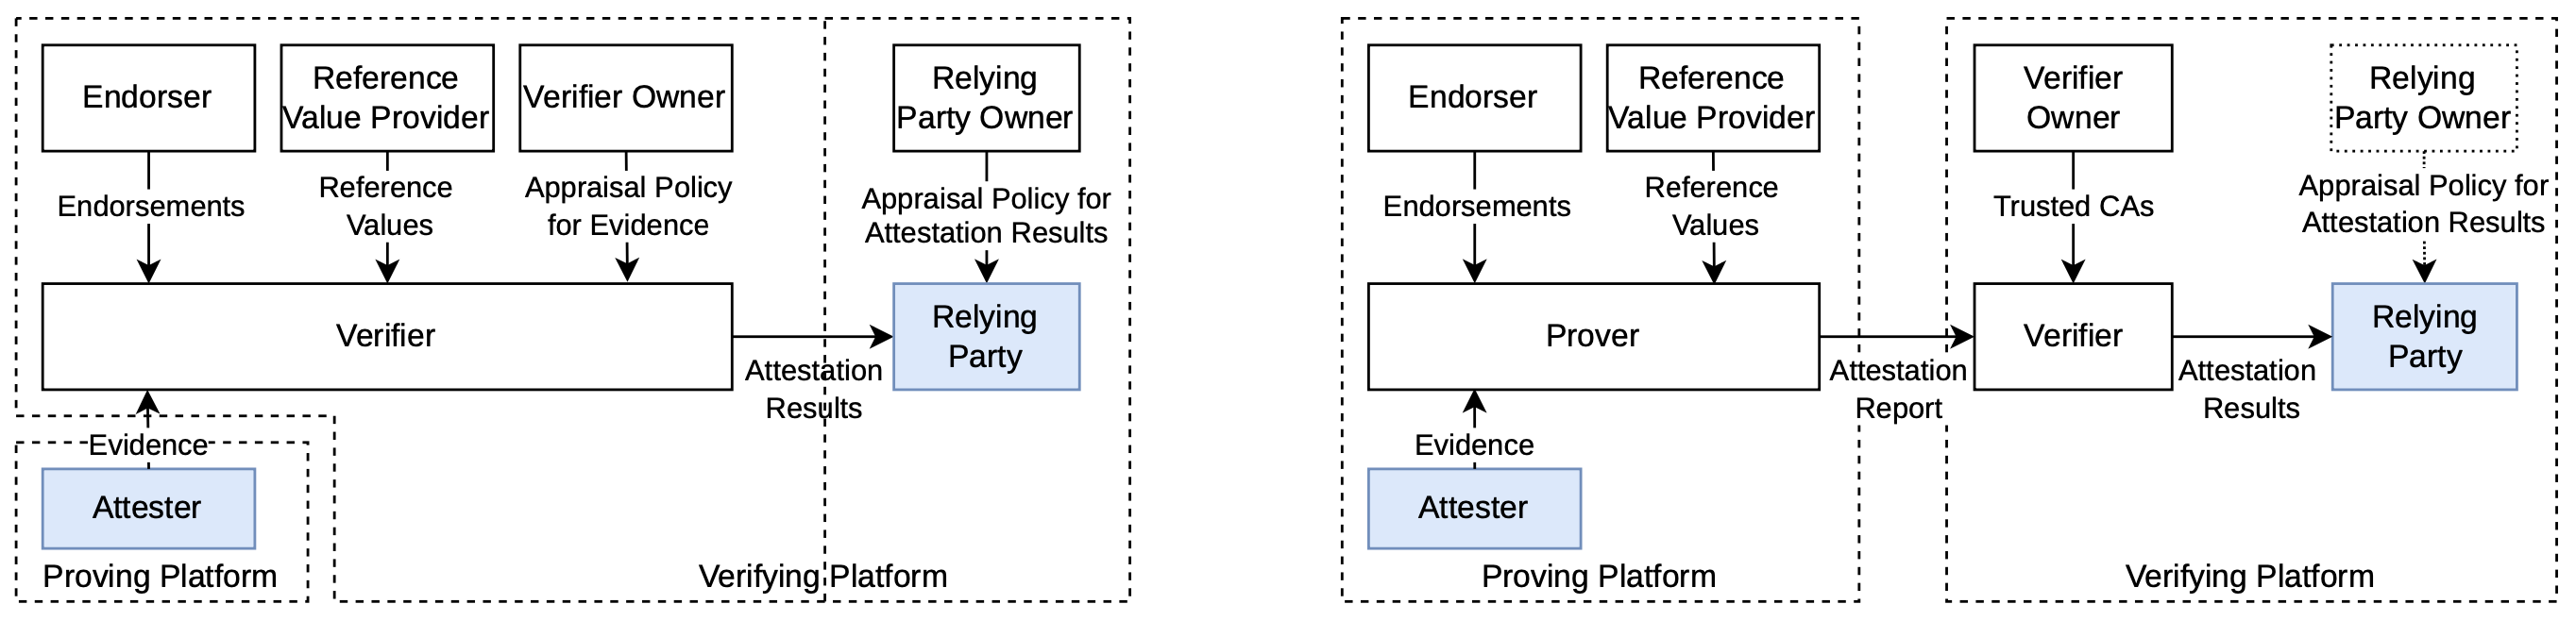 Endorser
Reference
Value Provider
Verifier Owner
Relying
Party Owner
Endorsements
Reference
Values
Appraisal Policy
for Evidence
Appraisal Policy for
Attestation Results
Verifier
Relying
Party
Attestation
Results
Evidence
Attester
Proving Platform
Verifying Platform
Endorser
Reference
Value Provider
Verifier
Owner
Relying
Party Owner
Endorsements
Reference
Values
Trusted CAs
Appraisal Policy for
Attestation Results
Prover
Verifier
Relying
Party
Attestation
Report
Attestation
Results
Evidence
Attester
Proving Platform
Verifying Platform